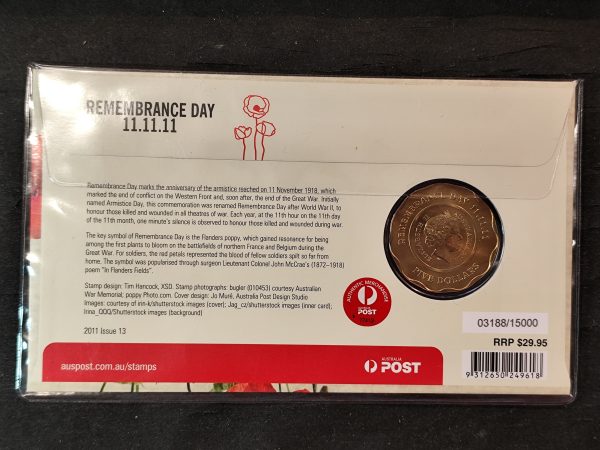 REMEMBRANCE DAY
11.11.11
Remembrance Day marks the anniversary of the armistice reached on 11 November 1918, which
marked the end of conflict on the Western Front and, soon after, the end of the Great War. Initially
named Armistice Day, this commemoration was renamed Remembrance Day after World War II, to
honour those killed and wounded in all theatres of war. Each year, at the 11th hour on the 11th day
of the 11th month, one minute's silence is observed to honour those killed and wounded during war.
The key symbol of Remembrance Day is the Flanders poppy, which gained resonance for being
among the first plants to bloom on the battlefields of northern France and Belgium during the
Great War. For soldiers, the red petals represented the blood of fellow soldiers spilt so far from
home. The symbol was popularised through surgeon Lieutenant Colonel John McCrae's (1872–1918)
poem "In Flanders Fields".
Stamp design: Tim Hancock, XSD. Stamp photographs: bugler (010453) courtesy Australian
War Memorial; poppy Photo.com. Cover design: Jo Muré, Australia Post Design Studio
Images: courtesy of irin-k/shutterstock images (cover); Jag_cz/shutterstock images (inner card);
Irina_QQQ/Shutterstock images (background)
2011 Issue 13
REMEMBRANCE DAY 11.11.11
FIVE DOLLARS
AUTHENTIC MERCHANDISE
POST
03188/15000
RRP $29.95
9 312650 249618
auspost.com.au/stamps
AUSTRALIA
POST